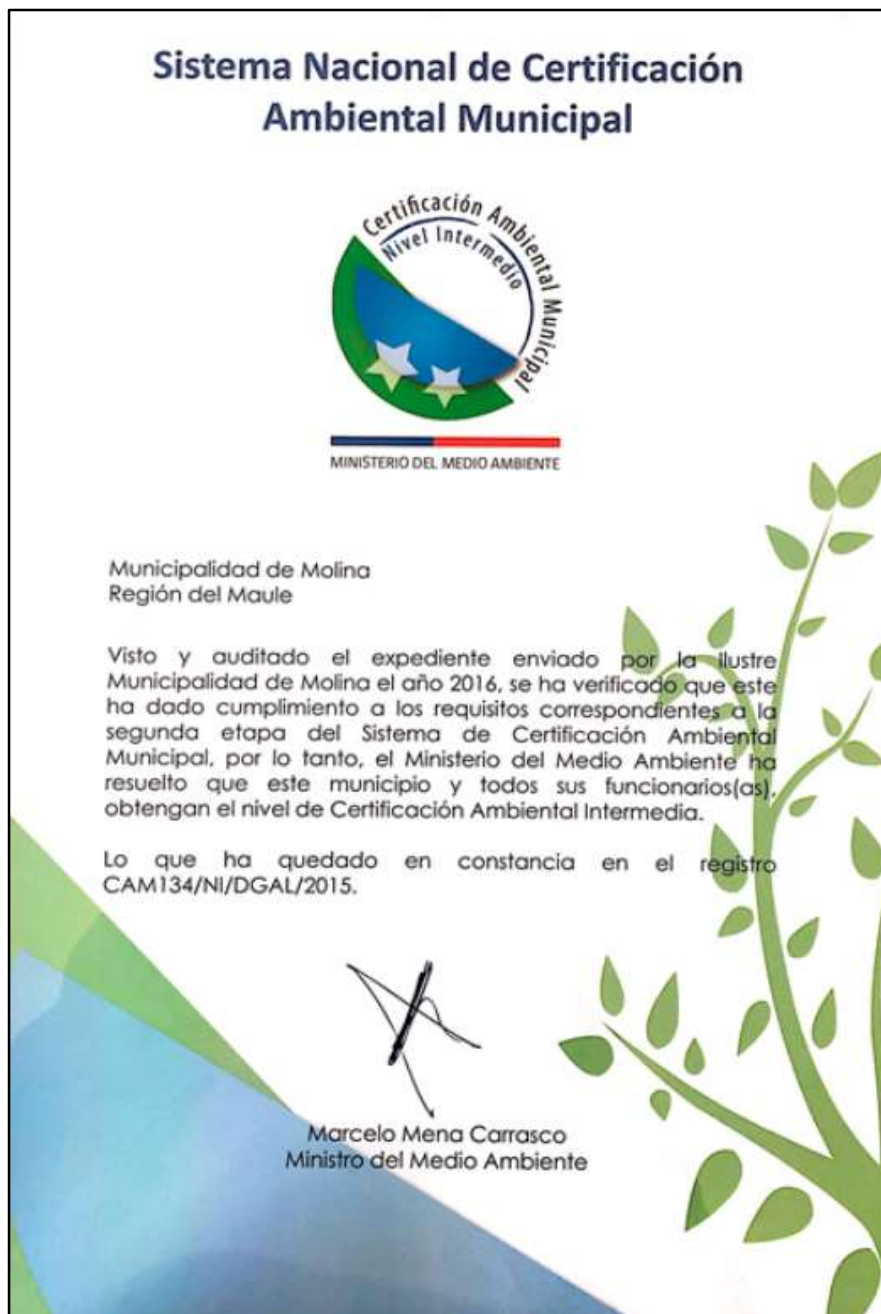 Sistema Nacional de Certificación
Ambiental Municipal
Certificación Ambiental Municipal
Nivel Intermedio
MINISTERIO DEL MEDIO AMBIENTE
Municipalidad de Molina
Región del Maule
Visto y auditado el expediente enviado por la Ilustre
Municipalidad de Molina el año 2016, se ha verificado que este
ha dado cumplimiento a los requisitos correspondientes a la
segunda etapa del Sistema de Certificación Ambiental
Municipal, por lo tanto, el Ministerio del Medio Ambiente ha
resuelto que este municipio y todos sus funcionarios(as),
obtengan el nivel de Certificación Ambiental Intermedia.
Lo que ha quedado en constancia en el registro
CAM134/NI/DGAL/2015.
Marcelo Mena Carrasco
Ministro del Medio Ambiente